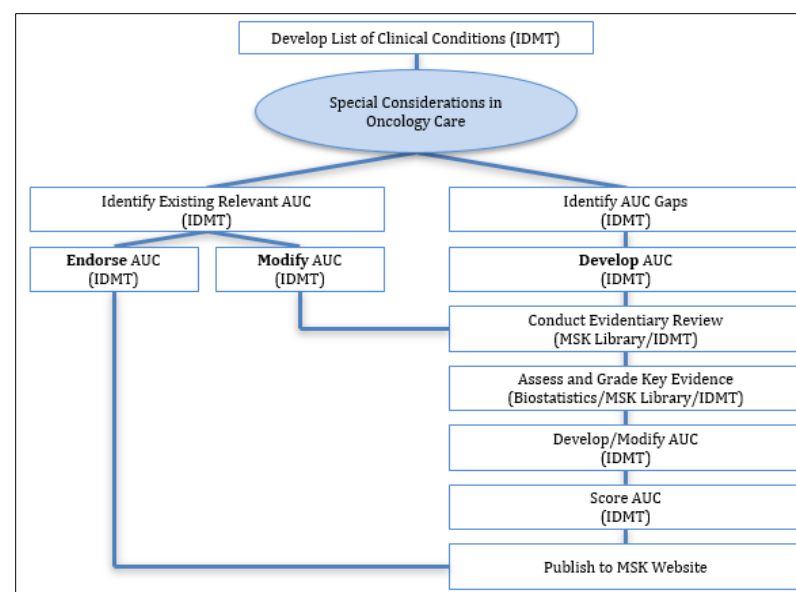 Develop List of Clinical Conditions (IDMT)
Special Considerations in
Oncology Care
Identify Existing Relevant AUC
(IDMT)
Identify AUC Gaps
(IDMT)
Endorse AUC
(IDMT)
Modify AUC
(IDMT)
Develop AUC
(IDMT)
Conduct Evidentiary Review
(MSK Library/IDMT)
Assess and Grade Key Evidence
(Biostatistics/MSK Library/IDMT)
Develop/Modify AUC
(IDMT)
Score AUC
(IDMT)
Publish to MSK Website